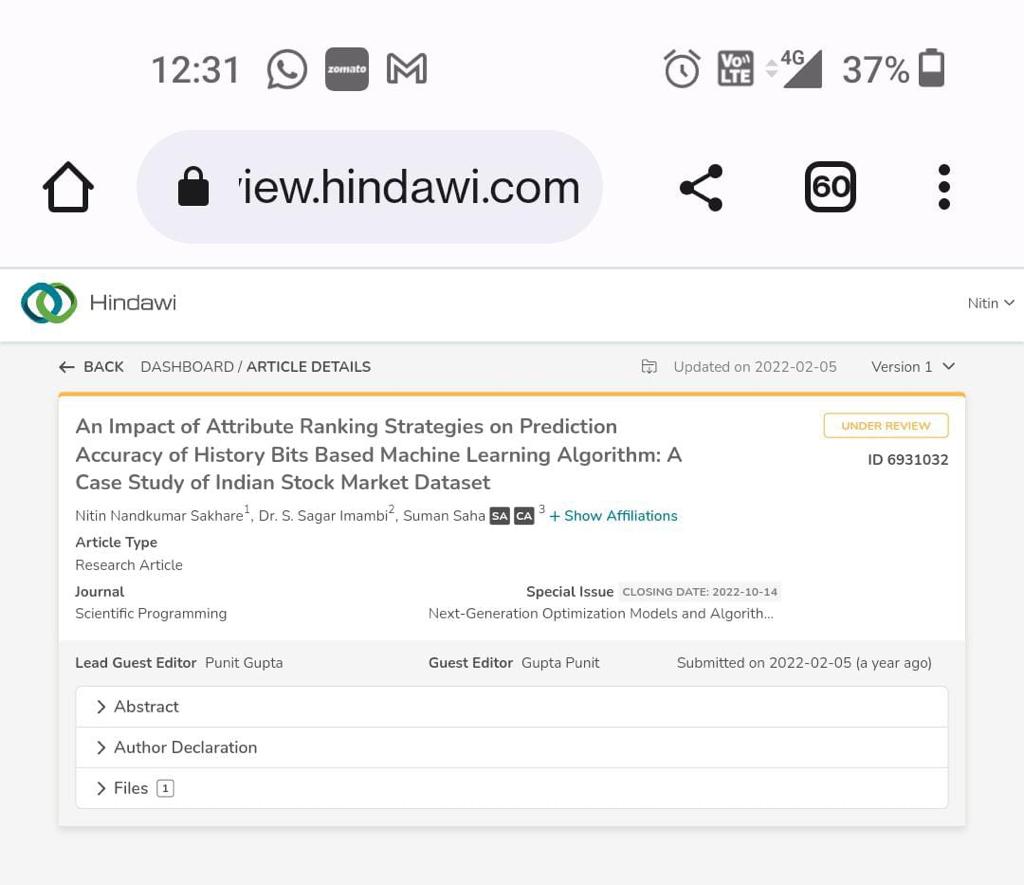 12:31 zomato Vo)) LTE 4G 37%
iew.hindawi.com 60
Hindawi Nitin
BACK DASHBOARD / ARTICLE DETAILS Updated on 2022-02-05 Version 1
An Impact of Attribute Ranking Strategies on Prediction
Accuracy of History Bits Based Machine Learning Algorithm: A
Case Study of Indian Stock Market Dataset
UNDER REVIEW
ID 6931032
Nitin Nandkumar Sakhare1, Dr. S. Sagar Imambi2, Suman Saha SA CA 3 + Show Affiliations
Article Type
Research Article
Journal Special Issue CLOSING DATE: 2022-10-14
Scientific Programming Next-Generation Optimization Models and Algorith...
Lead Guest Editor Punit Gupta Guest Editor Gupta Punit Submitted on 2022-02-05 (a year ago)
Abstract
Author Declaration
Files 1